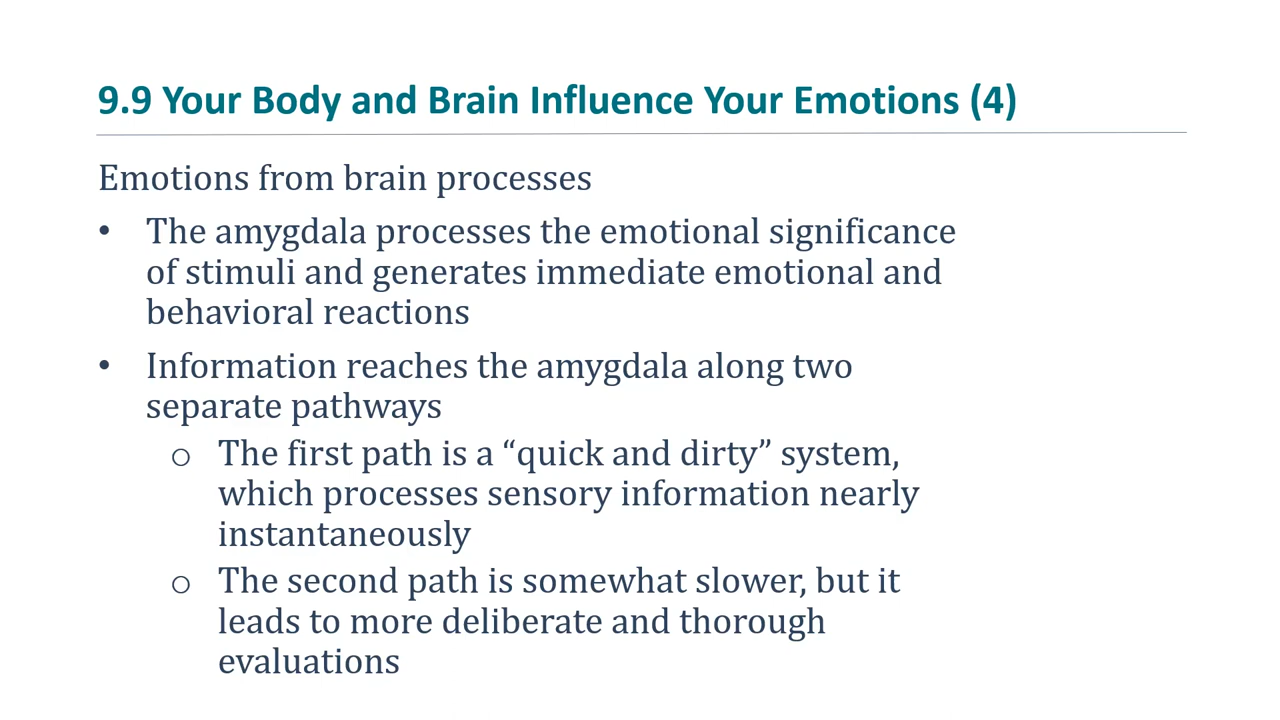 9.9 Your Body and Brain Influence Your Emotions (4)
Emotions from brain processes
• The amygdala processes the emotional significance
of stimuli and generates immediate emotional and
behavioral reactions
• Information reaches the amygdala along two
separate pathways
o The first path is a “quick and dirty” system,
which processes sensory information nearly
instantaneously
o The second path is somewhat slower, but it
leads to more deliberate and thorough
evaluations